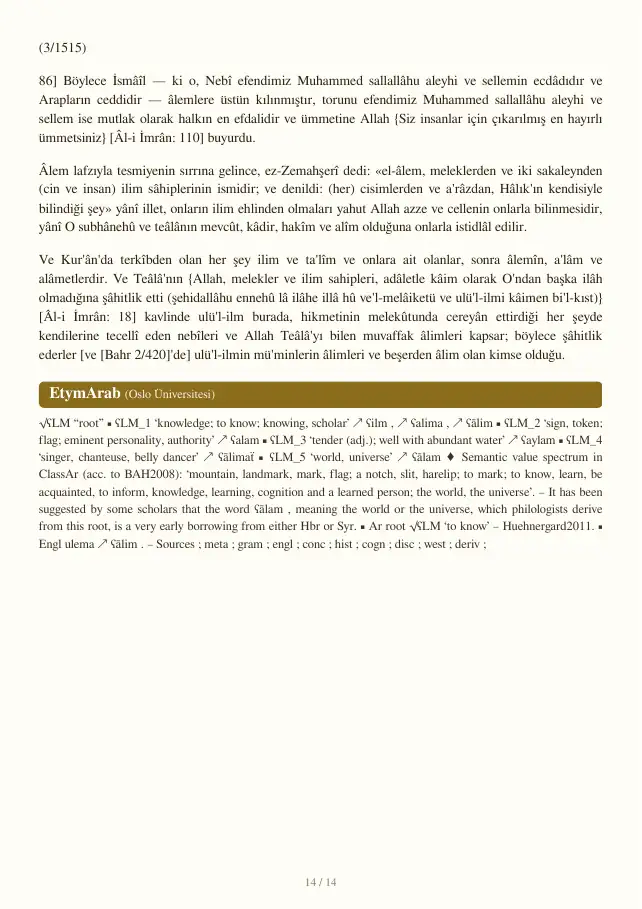 (3/1515)
86] Böylece İsmâîl — ki o, Nebî efendimiz Muhammed sallallâhu aleyhi ve sellemin ecdâdıdır ve
Arapların ceddidir — âlemlere üstün kılınmıştır, torunu efendimiz Muhammed sallallâhu aleyhi ve
sellem ise mutlak olarak halkın en efdalidir ve ümmetine Allah {Siz insanlar için çıkarılmış en hayırlı
ümmetsiniz} [Âl-i İmrân: 110] buyurdu.
Âlem lafzıyla tesmiyenin sırrına gelince, ez-Zemahşerî dedi: «el-âlem, meleklerden ve iki sakaleynden
(cin ve insan) ilim sâhiplerinin ismidir; ve denildi: (her) cisimlerden ve a'râzdan, Hâlık'ın kendisiyle
bilindiği şey» yânî illet, onların ilim ehlinden olmaları yahut Allah azze ve cellenin onlarla bilinmesidir,
yânî O subhânehû ve teâlânın mevcût, kâdir, hakîm ve alîm olduğuna onlarla istidlâl edilir.
Ve Kur'ân'da terkîbden olan her şey ilim ve ta'lîm ve onlara ait olanlar, sonra âlemîn, a'lâm ve
alâmetlerdir. Ve Teâlâ'nın {Allah, melekler ve ilim sahipleri, adâletle kâim olarak O'ndan başka ilâh
olmadığına şâhitlik etti (şehidallâhu ennehû lâ ilâhe illâ hû ve'l-melâiketü ve ulü'l-ilmi kâimen bi'l-kıst)}
[Âl-i İmrân: 18] kavlinde ulü'l-ilm burada, hikmetinin melekûtunda cereyân ettirdiği her şeyde
kendilerine tecellî eden nebîleri ve Allah Teâlâ'yı bilen muvaffak âlimleri kapsar; böylece şâhitlik
ederler [ve [Bahr 2/420]'de] ulü'l-ilmin mü'minlerin âlimleri ve beşerden âlim olan kimse olduğu.
EtymArab (Oslo Üniversitesi)
√ʕLM “root” ▪ ʕLM_1 ‘knowledge; to know; knowing, scholar’ ↗ ʕilm , ↗ ʕalima , ↗ ʕālim ▪ ʕLM_2 ‘sign, token;
flag; eminent personality, authority’ ↗ ʕalam ▪ ʕLM_3 ‘tender (adj.); well with abundant water’ ↗ ʕaylam ▪ ʕLM_4
‘singer, chanteuse, belly dancer’ ↗ ʕālimaẗ ▪ ʕLM_5 ‘world, universe’ ↗ ʕālam ♦ Semantic value spectrum in
ClassAr (acc. to BAH2008): ‘mountain, landmark, mark, flag; a notch, slit, harelip; to mark; to know, learn, be
acquainted, to inform, knowledge, learning, cognition and a learned person; the world, the universe’. – It has been
suggested by some scholars that the word ʕālam , meaning the world or the universe, which philologists derive
from this root, is a very early borrowing from either Hbr or Syr. ▪ Ar root √ʕLM ‘to know’ – Huehnergard2011. ▪
Engl ulema ↗ ʕālim . – Sources ; meta ; gram ; engl ; conc ; hist ; cogn ; disc ; west ; deriv ;
14 / 14